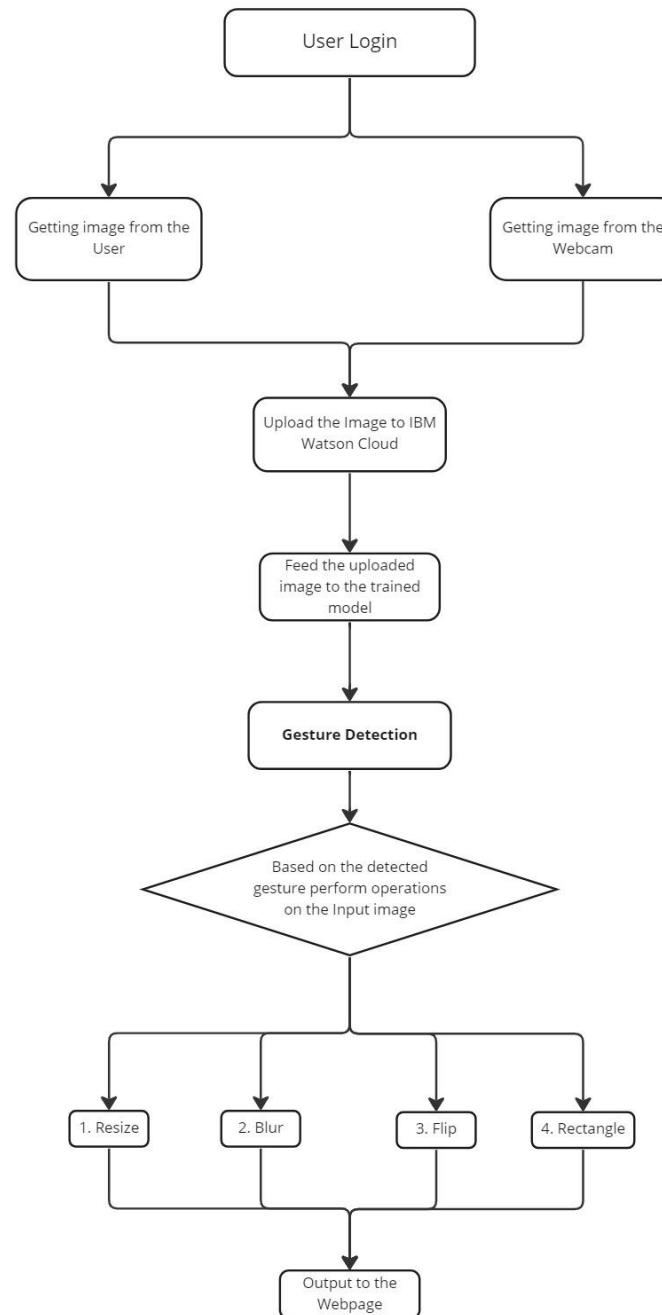 User Login
Getting image from the
User
Getting image from the
Webcam
Upload the Image to IBM
Watson Cloud
Feed the uploaded
image to the trained
model
Gesture Detection
Based on the detected
gesture perform operations
on the Input image
1. Resize
2. Blur
3. Flip
4. Rectangle
Output to the
Webpage